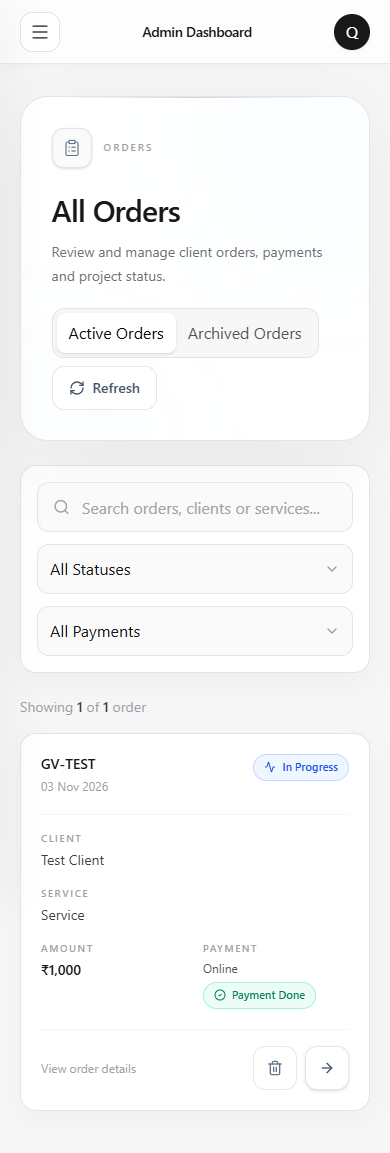 Admin Dashboard
Q
ORDERS
All Orders
Review and manage client orders, payments
and project status.
Active Orders Archived Orders
Refresh
Search orders, clients or services...
All Statuses
All Payments
Showing 1 of 1 order
GV-TEST
In Progress
03 Nov 2026
CLIENT
Test Client
SERVICE
Service
AMOUNT PAYMENT
₹1,000 Online
Payment Done
View order details